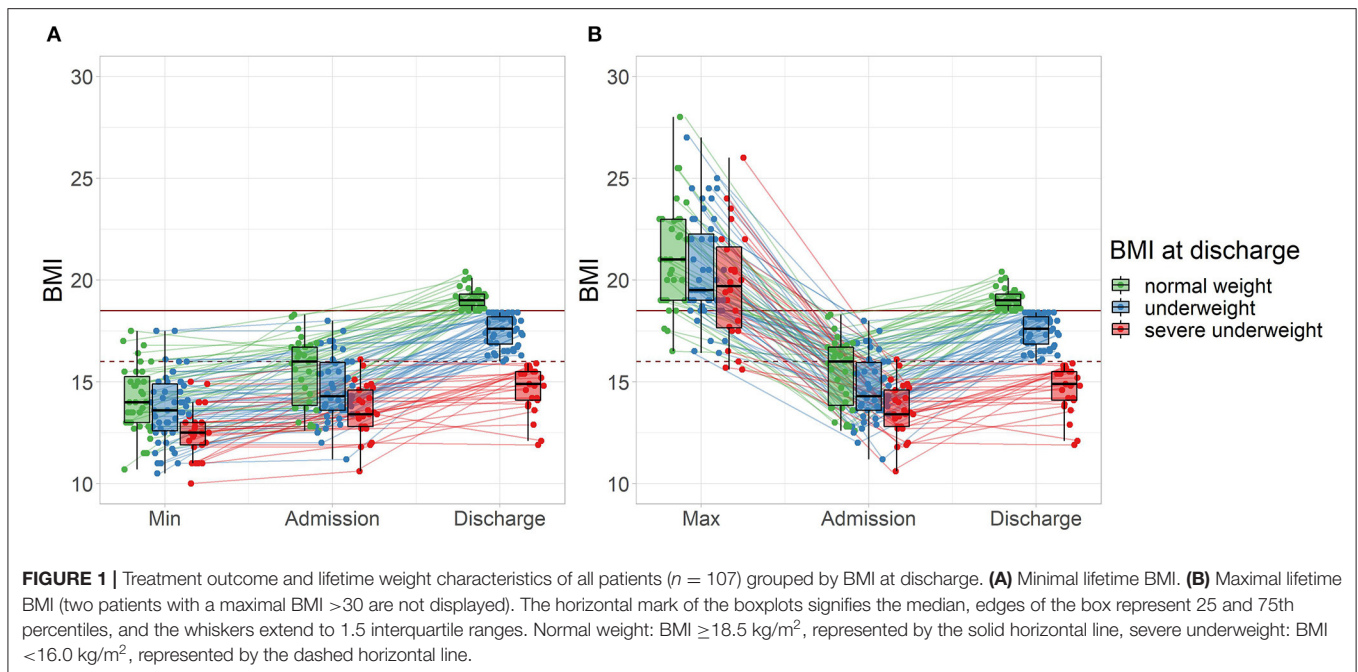 A
B
30
25
20
15
10
BMI
Min
Admission
Discharge
30
25
20
15
10
BMI
Max
Admission
Discharge
BMI at discharge
normal weight
underweight
severe underweight
FIGURE 1 | Treatment outcome and lifetime weight characteristics of all patients (n = 107) grouped by BMI at discharge. (A) Minimal lifetime BMI. (B) Maximal lifetime
BMI (two patients with a maximal BMI >30 are not displayed). The horizontal mark of the boxplots signifies the median, edges of the box represent 25 and 75th
percentiles, and the whiskers extend to 1.5 interquartile ranges. Normal weight: BMI ≥18.5 kg/m², represented by the solid horizontal line, severe underweight: BMI
<16.0 kg/m², represented by the dashed horizontal line.